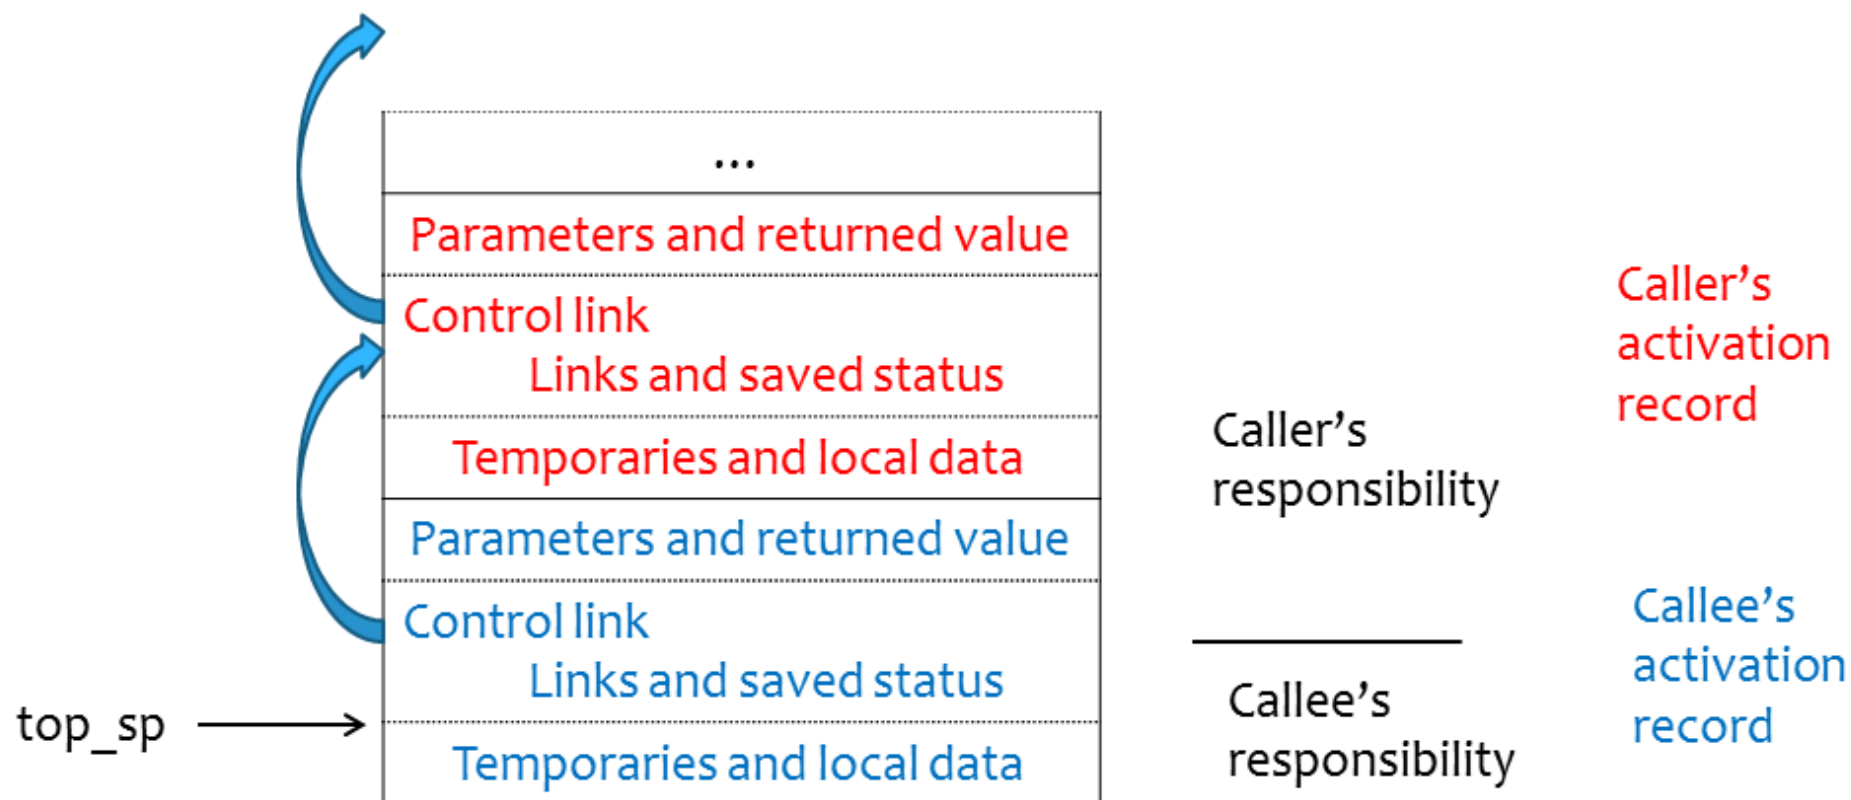 ...
Parameters and returned value
Control link
Links and saved status
Temporaries and local data
Parameters and returned value
Control link
Links and saved status
Temporaries and local data
top_sp
Caller’s
responsibility
Callee’s
responsibility
Caller’s
activation
record
Callee’s
activation
record